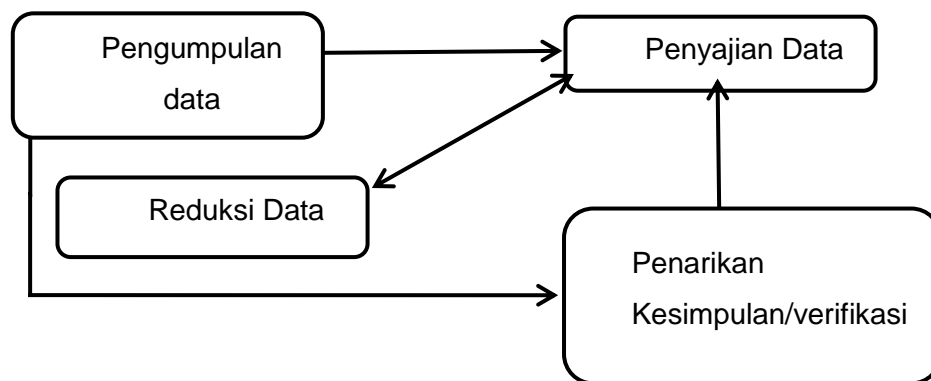 Pengumpulan
data
Penyajian Data
Reduksi Data
Penarikan
Kesimpulan/verifikasi